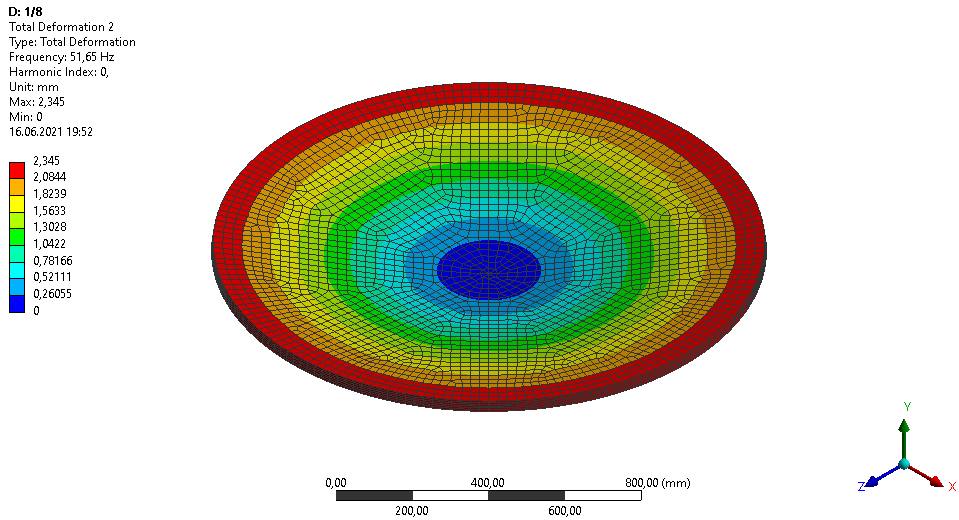 D: 1/8
Total Deformation 2
Type: Total Deformation
Frequency: 51,65 Hz
Harmonic Index: 0,
Unit: mm
Max: 2,345
Min: 0
16.06.2021 19:52
2,345
2,0844
1,8239
1,5633
1,3028
1,0422
0,78166
0,52111
0,26055
0
0,00 400,00 800,00 (mm)
200,00 600,00
Y
Z X